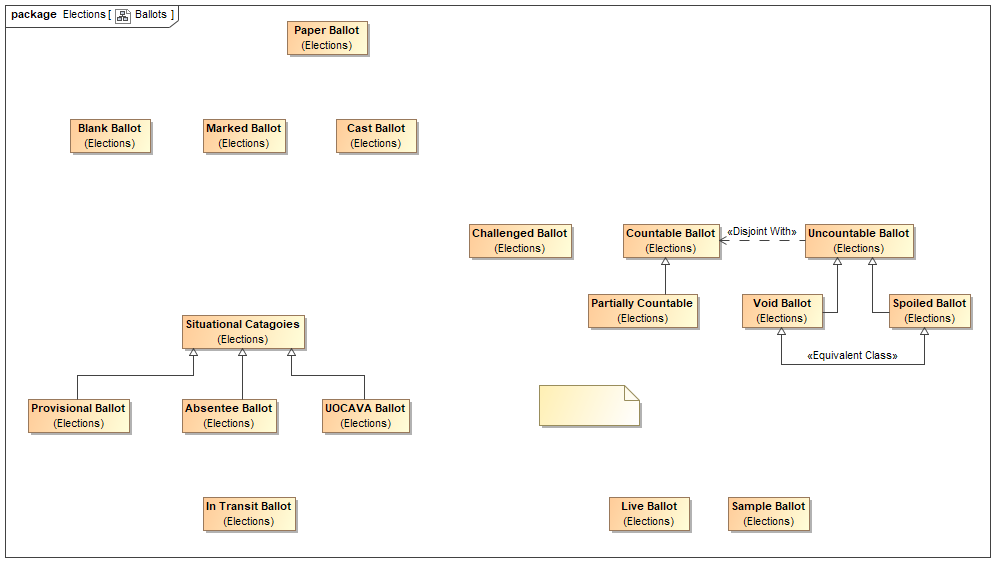 package Elections [ Ballots ]
Paper Ballot
(Elections)
Blank Ballot
(Elections)
Marked Ballot
(Elections)
Cast Ballot
(Elections)
Challenged Ballot
(Elections)
Countable Ballot
(Elections)
«Disjoint With»
Uncountable Ballot
(Elections)
Partially Countable
(Elections)
Void Ballot
(Elections)
Spoiled Ballot
(Elections)
«Equivalent Class»
Situational Catagoies
(Elections)
Provisional Ballot
(Elections)
Absentee Ballot
(Elections)
UOCAVA Ballot
(Elections)
In Transit Ballot
(Elections)
Live Ballot
(Elections)
Sample Ballot
(Elections)